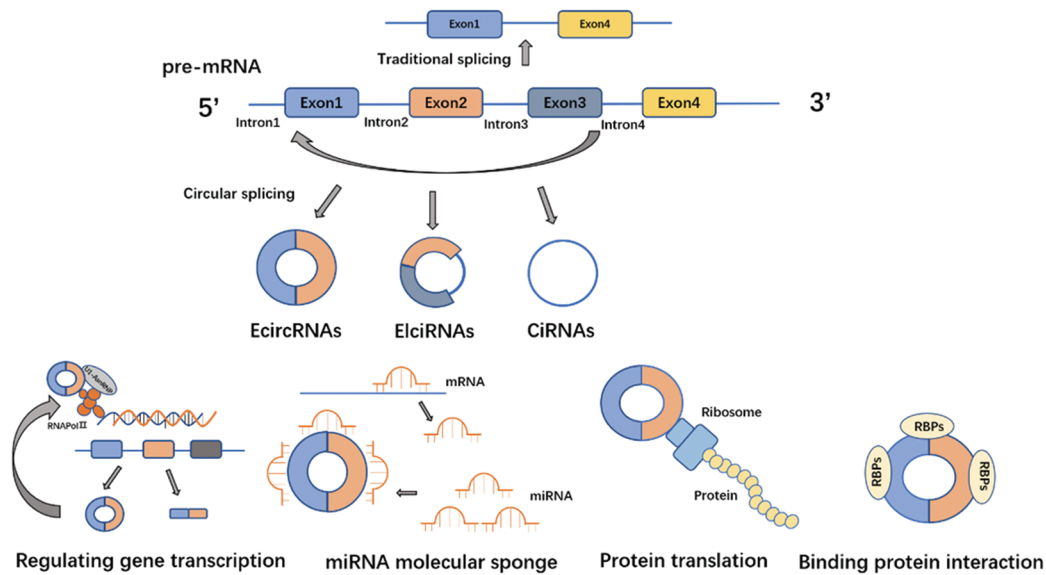 Exon1
Exon4
Traditional splicing
pre-mRNA
5’
Exon1
Exon2
Exon3
Exon4
3’
Intron1
Intron2
Intron3
Intron4
Circular splicing
EcircRNAs
ElciRNAs
CiRNAs
RNAPolⅡ
mRNA
miRNA
Ribosome
Protein
RBPs
RBPs
RBPs
Regulating gene transcription
miRNA molecular sponge
Protein translation
Binding protein interaction